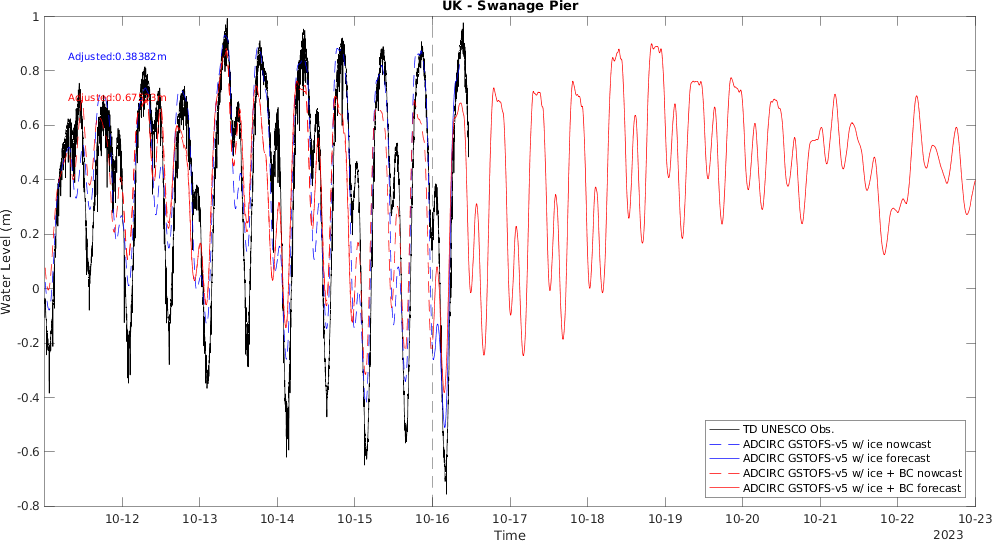 UK - Swanage Pier
Adjusted:0.38382m
Water Level (m)
1
0.8
0.6
0.4
0.2
0
-0.2
-0.4
-0.6
-0.8
10-12
10-13
10-14
10-15
10-16
10-17
10-18
10-19
10-20
10-21
10-22
10-23
Time
2023
TD UNESCO Obs.
ADCIRC GSTOFS-v5 w/ ice nowcast
ADCIRC GSTOFS-v5 w/ ice forecast
ADCIRC GSTOFS-v5 w/ ice + BC nowcast
ADCIRC GSTOFS-v5 w/ ice + BC forecast